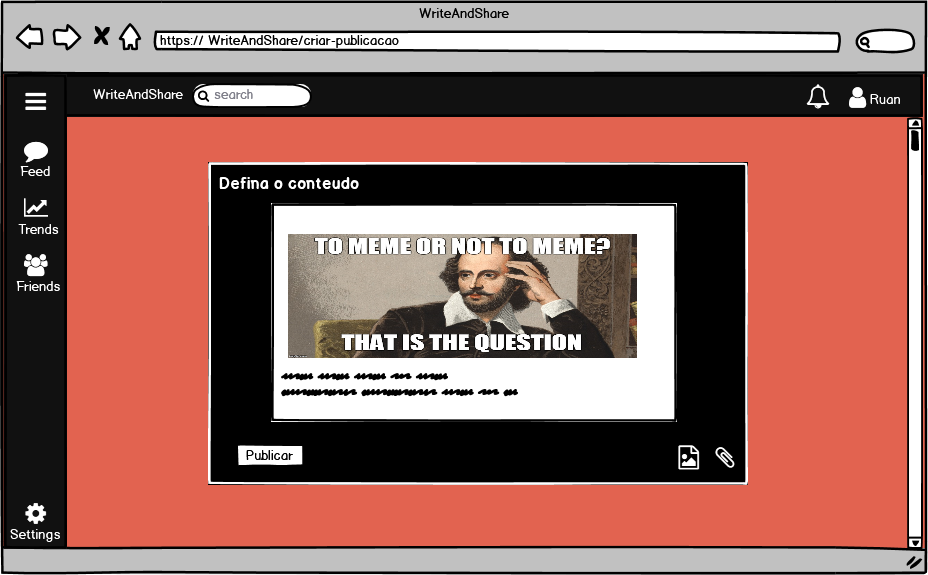 WriteAndShare
https:// WriteAndShare/criar-publicacao
WriteAndShare
search
Ruan
Feed
Trends
Friends
Settings
Defina o conteudo
TO MEME OR NOT TO MEME?
THAT IS THE QUESTION
Publicar